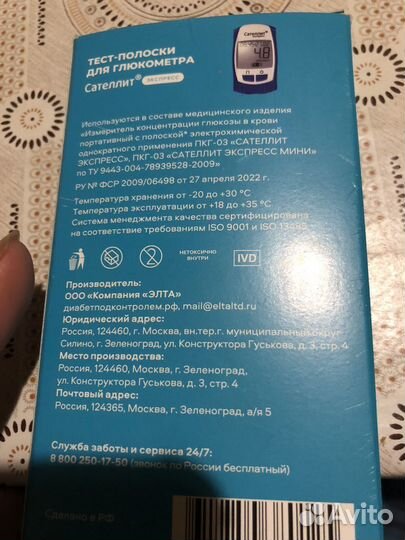 ТЕСТ-ПОЛОСКИ
ДЛЯ ГЛЮКОМЕТРА
Сателлит® ЭКСПРЕСС
Сателлит®
4.8
Используются в составе медицинского изделия
«Измеритель концентрации глюкозы в крови
портативный с полоской* электрохимической
однократного применения ПКГ-03 «САТЕЛЛИТ
ЭКСПРЕСС», ПКГ-03 «САТЕЛЛИТ ЭКСПРЕСС МИНИ»
по ТУ 9443-004-78939528-2009»
РУ № ФСР 2009/06498 от 27 апреля 2022 г.
Температура хранения от -20 до +30 °C
Температура эксплуатации от +18 до +35 °C
Система менеджмента качества сертифицирована
на соответствие требованиям ISO 9001 и ISO 13485
2
НЕТОКСИЧНО
ВНУТРИ
IVD
Производитель:
ООО «Компания «ЭЛТА»
диабетподконтролем.рф, mail@eltaltd.ru
Юридический адрес:
Россия, 124460, г. Москва, вн.тер.г. муниципальный округ
Силино, г. Зеленоград, ул. Конструктора Гуськова, д. 3, стр. 4
Место производства:
Россия, 124460, г. Москва, г. Зеленоград,
ул. Конструктора Гуськова, д. 3, стр. 4
Почтовый адрес:
Россия, 124365, Москва, г. Зеленоград, а/я 5
Служба заботы и сервиса 24/7:
8 800 250-17-50 (звонок по России бесплатный)
Сделано в РФ
Avito